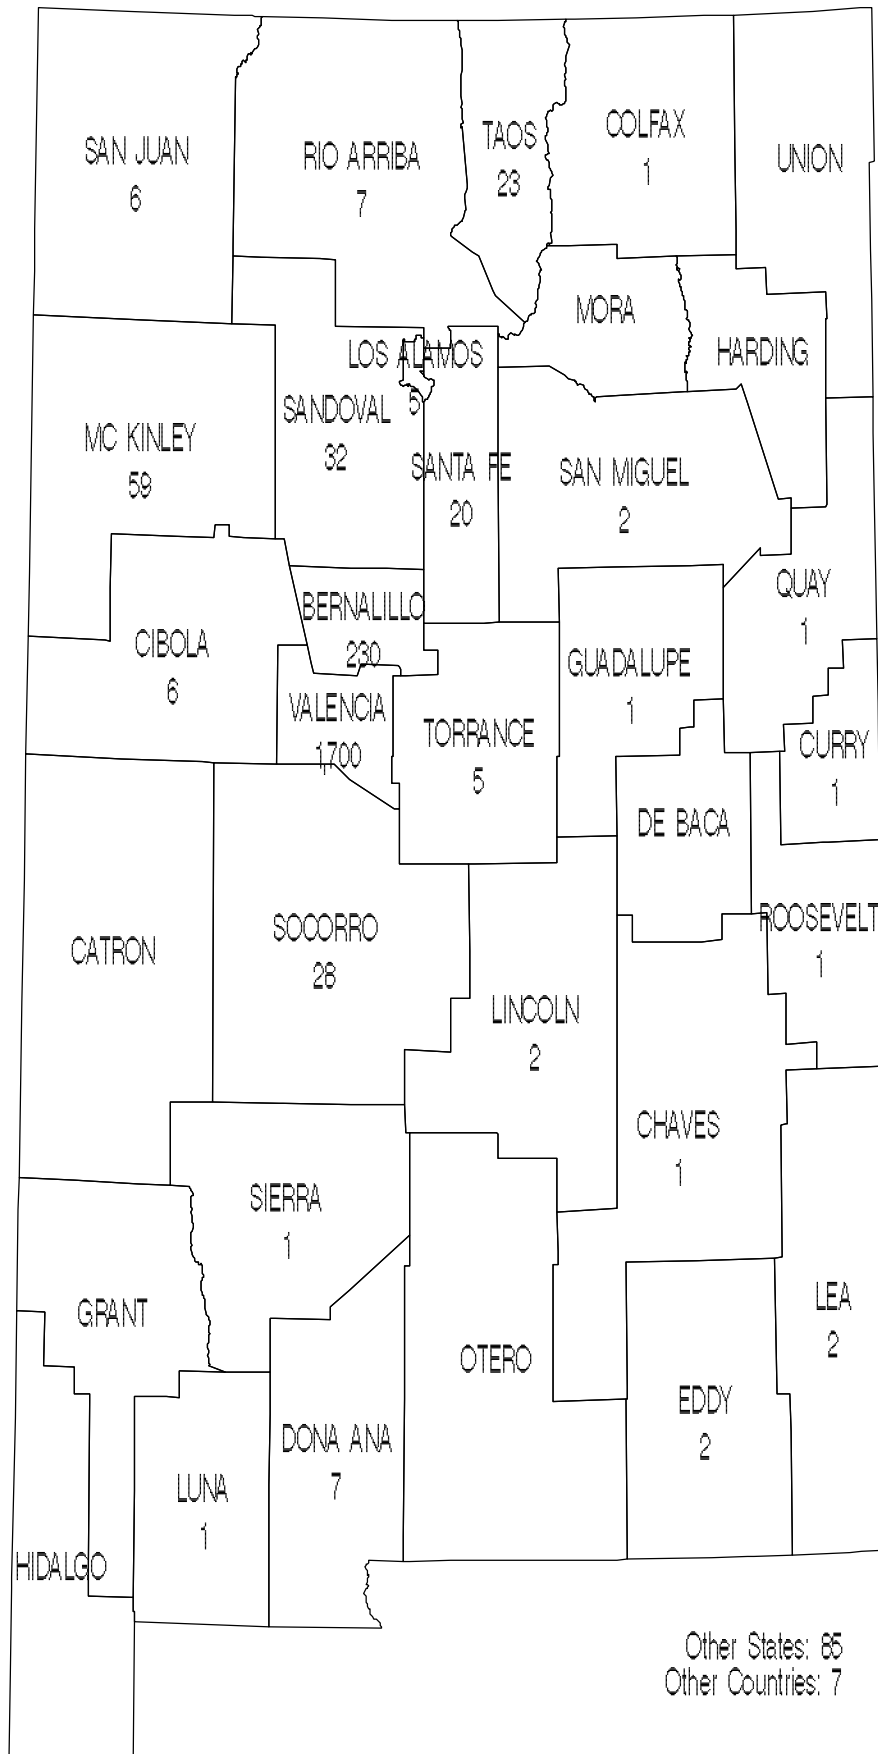 SAN JUAN
6
RIO ARRIBA
7
TAOS
23
COLFAX
1
UNION
MORA
HARDING
LOS ALAMOS
5
SANDOVAL
32
MC KINLEY
59
SANTA FE
20
SAN MIGUEL
2
QUAY
1
BERNALILLO
230
CIBOLA
6
GUADALUPE
1
VALENCIA
1,700
TORRANCE
5
CURRY
1
DE BACA
ROOSEVELT
1
SOCORRO
28
CATRON
LINCOLN
2
CHAVES
1
SIERRA
1
GRANT
LEA
2
OTERO
EDDY
2
DONA ANA
7
LUNA
1
HIDALGO
Other States: 85
Other Countries: 7